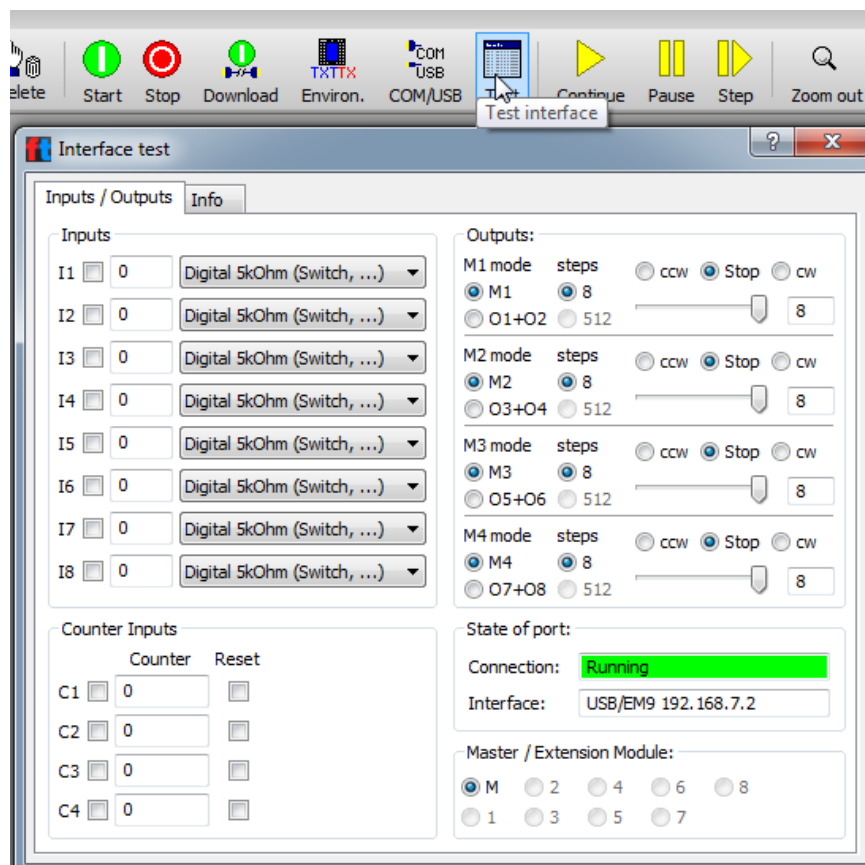 elete Start Stop Download Environ. COM/USB Test Continue Pause Step Zoom out
TXTTX
COM
USB
Test interface
ft Interface test
Inputs / Outputs Info
Inputs
I1 0 Digital 5kOhm (Switch, ...)
I2 0 Digital 5kOhm (Switch, ...)
I3 0 Digital 5kOhm (Switch, ...)
I4 0 Digital 5kOhm (Switch, ...)
I5 0 Digital 5kOhm (Switch, ...)
I6 0 Digital 5kOhm (Switch, ...)
I7 0 Digital 5kOhm (Switch, ...)
I8 0 Digital 5kOhm (Switch, ...)
Outputs:
M1 mode steps ccw Stop cw
M1 8
O1+O2 512 8
M2 mode steps ccw Stop cw
M2 8
O3+O4 512 8
M3 mode steps ccw Stop cw
M3 8
O5+O6 512 8
M4 mode steps ccw Stop cw
M4 8
O7+O8 512 8
Counter Inputs
Counter Reset
C1 0
C2 0
C3 0
C4 0
State of port:
Connection: Running
Interface: USB/EM9 192.168.7.2
Master / Extension Module:
M 2 4 6 8
1 3 5 7